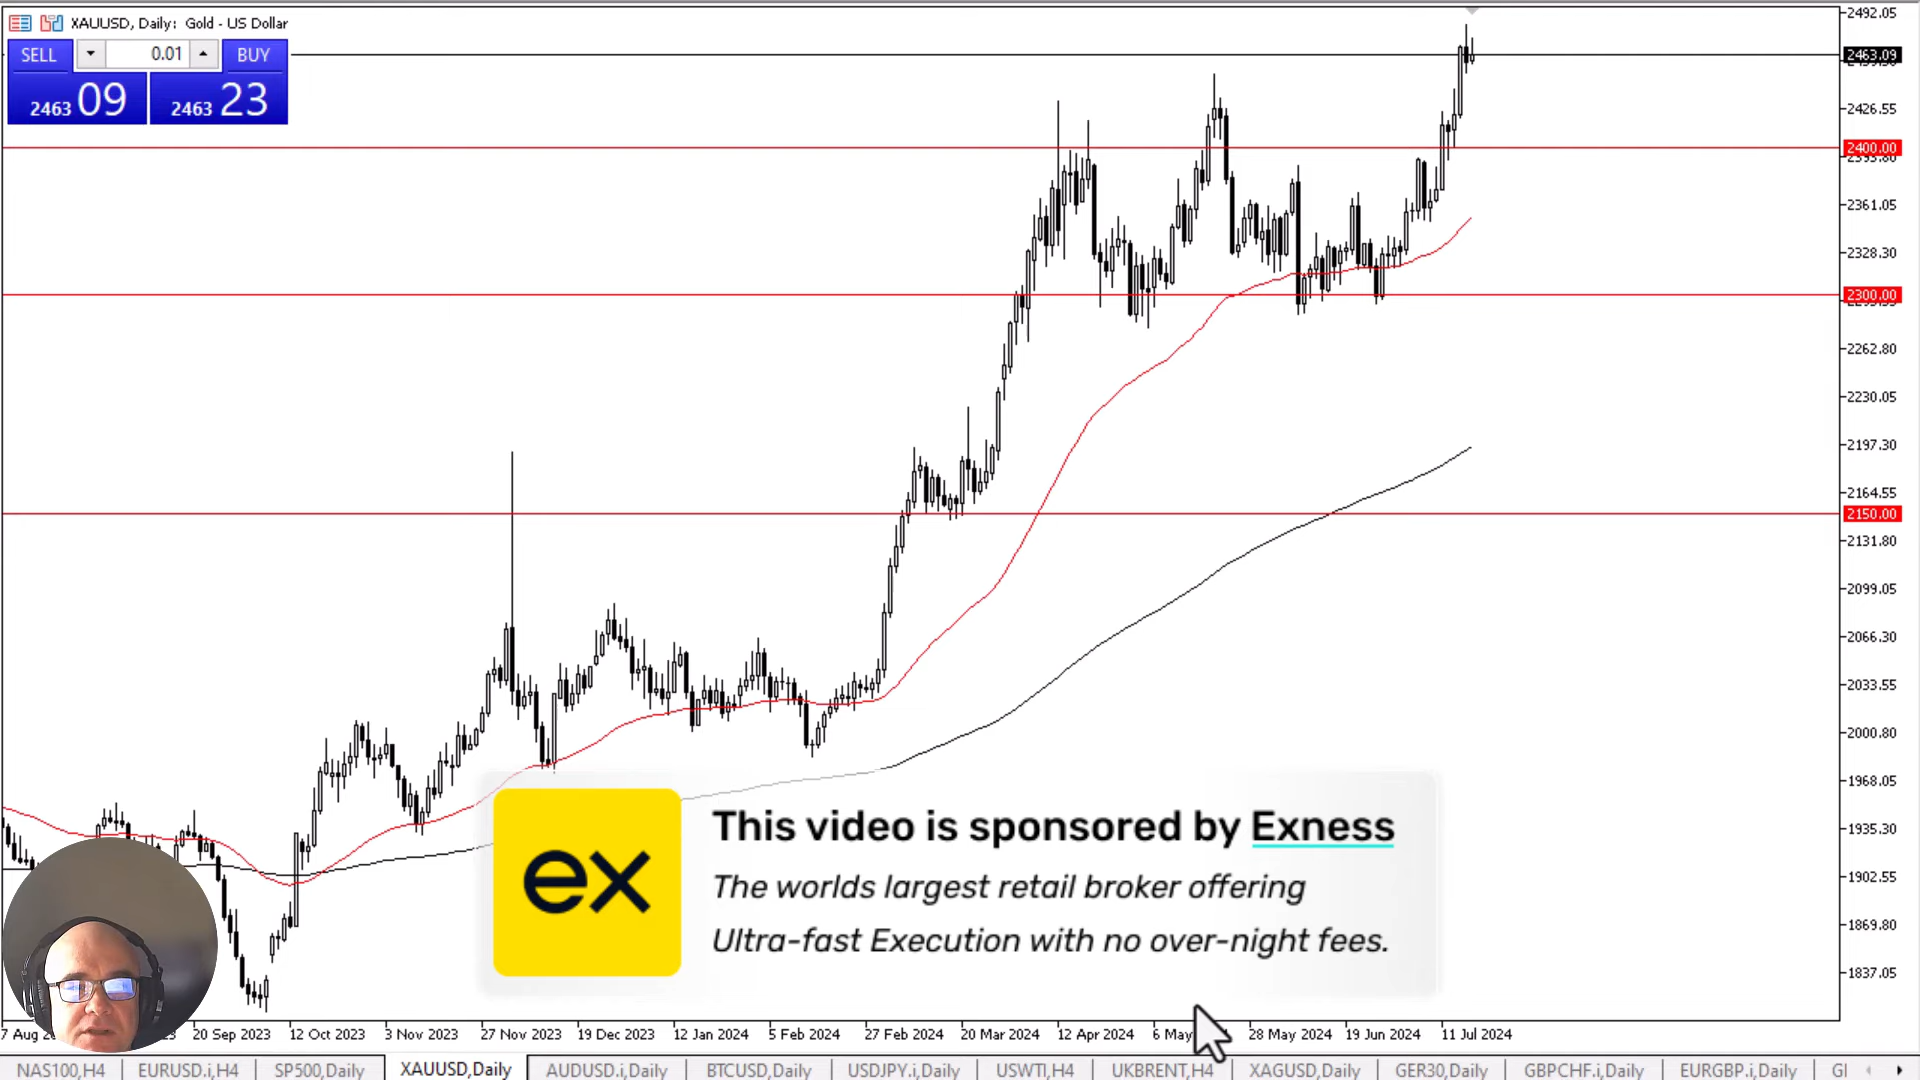 XAUUSD, Daily: Gold - US Dollar
SELL 0.01 BUY
2463 09 2463 23
2492.05
2463.09
2426.55
2400.00
2361.05
2328.30
2300.00
2262.80
2230.05
2197.30
2164.55
2150.00
2131.80
2099.05
2066.30
2033.55
2000.80
1968.05
1935.30
1902.55
1869.80
1837.05
ex
This video is sponsored by Exness
The worlds largest retail broker offering
Ultra-fast Execution with no over-night fees.
20 Sep 2023 12 Oct 2023 3 Nov 2023 27 Nov 2023 19 Dec 2023 12 Jan 2024 5 Feb 2024 27 Feb 2024 20 Mar 2024 12 Apr 2024 6 May 28 May 2024 19 Jun 2024 11 Jul 2024
NAS100,H4 EURUSD.i,H4 SP500,Daily XAUUSD,Daily AUDUSD.i,Daily BTCUSD,Daily USDJPY.i,Daily USWTI,H4 UKBRENT,H4 XAGUSD,Daily GER30,Daily GBPCHF.i,Daily EURGBP.i,Daily